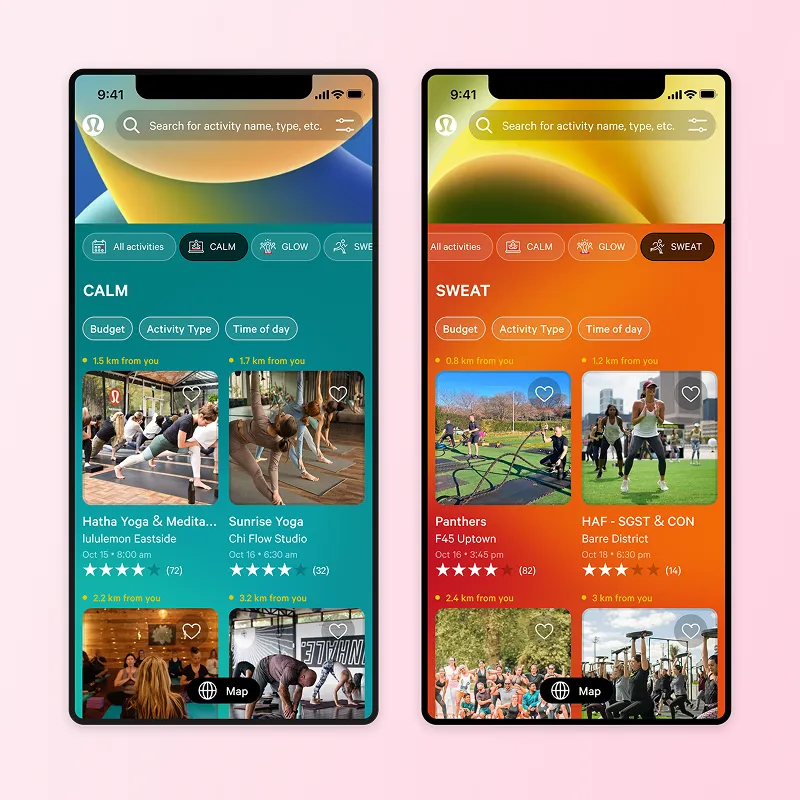 9:41
Search for activity name, type, etc.
All activities
CALM
GLOW
SWE
CALM
Budget
Activity Type
Time of day
1.5 km from you
1.7 km from you
Hatha Yoga & Medita...
lululemon Eastside
Oct 15 • 8:00 am
(72)
Sunrise Yoga
Chi Flow Studio
Oct 16 • 6:30 am
(32)
2.2 km from you
3.2 km from you
NHALE.
Map
9:41
Search for activity name, type, etc.
All activities
CALM
GLOW
SWEAT
SWEAT
Budget
Activity Type
Time of day
0.8 km from you
1.2 km from you
Panthers
F45 Uptown
Oct 16 • 3:45 pm
(82)
HAF - SGST & CON
Barre District
Oct 18 • 6:30 pm
(14)
2.4 km from you
3 km from you
Map